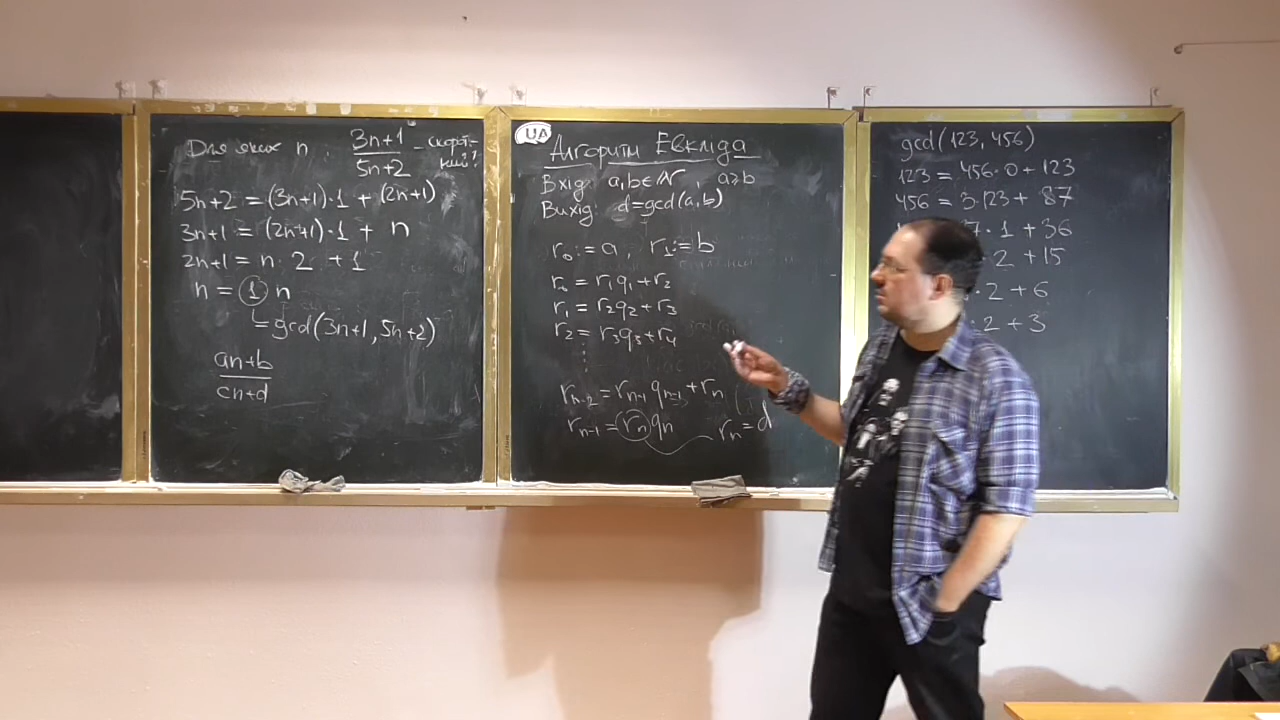 Для яких n : (3n+1)/(5n+2) - скорот-
ний?
5n+2 = (3n+1)·1 + (2n+1)
3n+1 = (2n+1)·1 + n
2n+1 = n · 2 + 1
n = 1 n
= gcd(3n+1, 5n+2)
(an+b)/(cn+d)
UA
Алгоритм Евкліда
Вхід: a,b∈N, a≥b
Вихід: d=gcd(a,b)
r₀:=a, r₁:=b
r₀ = r₁q₁+r₂
r₁ = r₂q₂+r₃
r₂ = r₃q₃+r₄
rₙ₋₂=rₙ₋₁qₙ₋₁+rₙ
rₙ₋₁=rₙqₙ rₙ=d
gcd(123, 456)
123 = 456·0 + 123
456 = 3·123 + 87
· 1 + 36
· 2 + 15
· 2 + 6
2 + 3